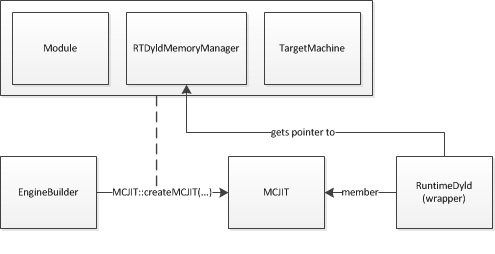 Module
RTDyldMemoryManager
TargetMachine
gets pointer to
EngineBuilder
MCJIT::createMCJIT(...)
MCJIT
member
RuntimeDyld
(wrapper)